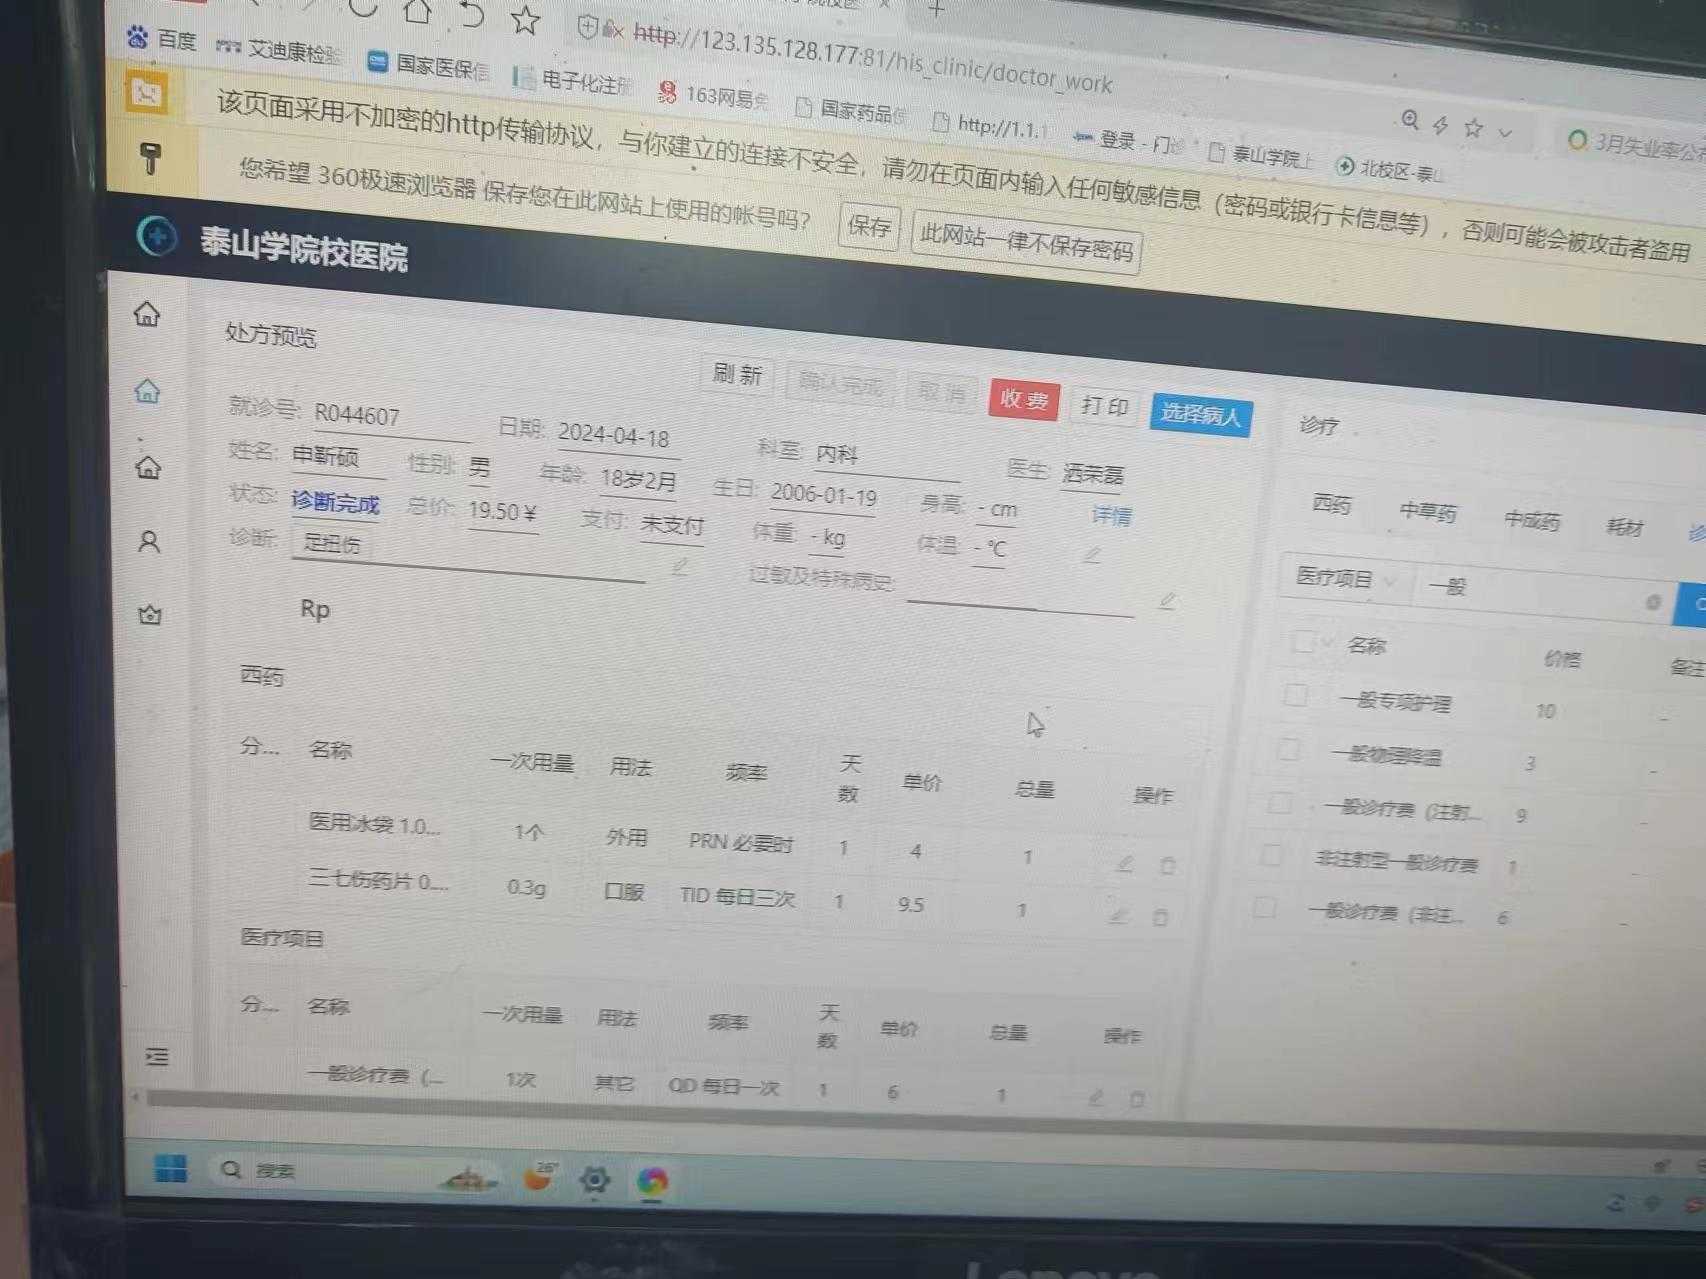 http://123.135.128.177:81/his_clinic/doctor_work
百度 艾迪康检验 国家医保信 电子化注册 163网易免 国家药品信 http://1.1.1 登录 - 门诊 泰山学院上 北校区-泰山
3月失业率公布
该页面采用不加密的http传输协议，与你建立的连接不安全，请勿在页面内输入任何敏感信息（密码或银行卡信息等），否则可能会被攻击者盗用
您希望 360极速浏览器 保存您在此网站上使用的帐号吗？ 保存 此网站一律不保存密码
泰山学院校医院
处方预览
刷 新 确认完成 取 消 收 费 打 印 选择病人
就诊号: R044607 日期: 2024-04-18 科室: 内科 医生: 洒荣磊
姓名: 申靳硕 性别: 男 年龄: 18岁2月 生日: 2006-01-19 身高: - cm 详情
状态: 诊断完成 总价: 19.50￥ 支付: 未支付 体重: - kg 体温: - ℃
诊断: 足扭伤 过敏及特殊病史:
Rp
西药
分... 名称 一次用量 用法 频率 天数 单价 总量 操作
医用冰袋 1.0... 1个 外用 PRN 必要时 1 4 1
三七伤药片 0.... 0.3g 口服 TID 每日三次 1 9.5 1
医疗项目
分... 名称 一次用量 用法 频率 天数 单价 总量 操作
一般诊疗费（... 1次 其它 QD 每日一次 1 6 1
诊疗
西药 中草药 中成药 耗材 诊
医疗项目 一般
名称 价格 备注
一般专项护理 10 -
一般物理降温 3 -
一般诊疗费（注射... 9 -
非注射型一般诊疗费 1 -
一般诊疗费（非注... 6 -
搜索 26°
Lenovo